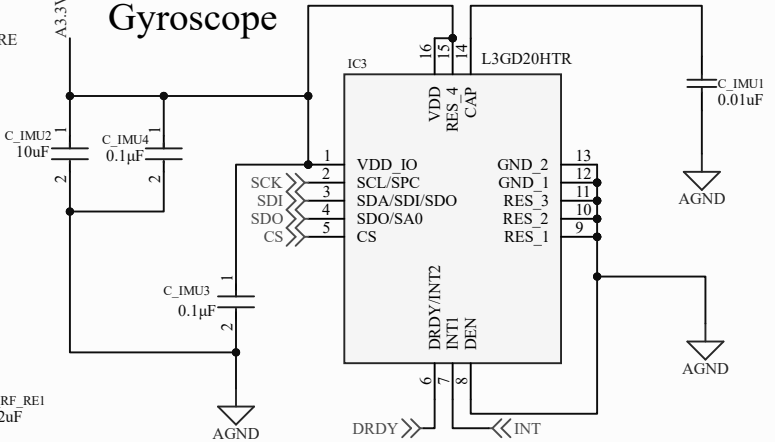 Gyroscope
A3.3V
RE
IC3
L3GD20HTR
16
15
14
VDD
RES_4
CAP
C_IMU1
0.01uF
AGND
C_IMU2
10uF
1
2
C_IMU4
0.1µF
1
2
1
VDD_IO
2
SCL/SPC
3
SDA/SDI/SDO
4
SDO/SA0
5
CS
SCK
SDI
SDO
CS
GND_2
13
GND_1
12
RES_3
11
RES_2
10
RES_1
9
C_IMU3
0.1µF
1
2
DRDY/INT2
INT1
DEN
6
7
8
AGND
RF_RE1
2uF
AGND
DRDY
INT